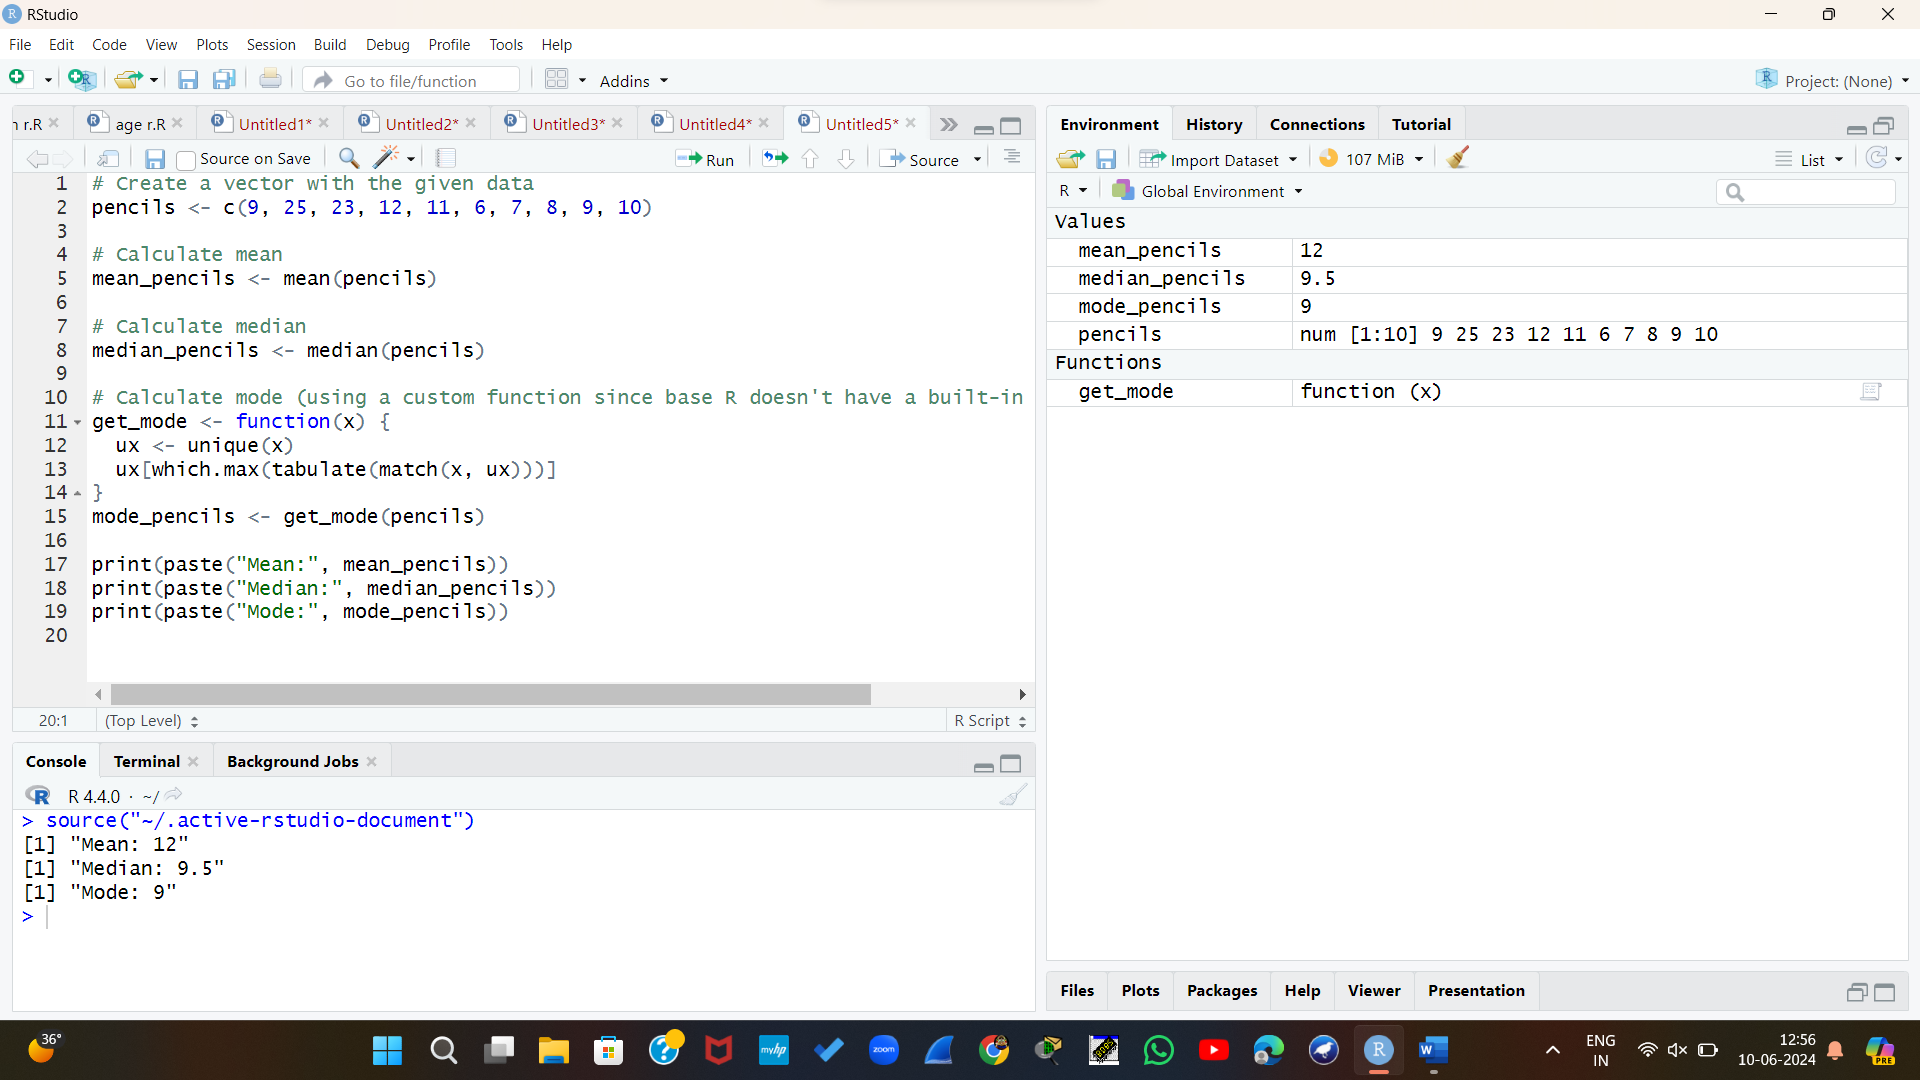 RStudio
File Edit Code View Plots Session Build Debug Profile Tools Help
Go to file/function Addins Project: (None)
r.R age r.R Untitled1* Untitled2* Untitled3* Untitled4* Untitled5*
Source on Save Run Source
1 # Create a vector with the given data
2 pencils <- c(9, 25, 23, 12, 11, 6, 7, 8, 9, 10)
3
4 # Calculate mean
5 mean_pencils <- mean(pencils)
6
7 # Calculate median
8 median_pencils <- median(pencils)
9
10 # Calculate mode (using a custom function since base R doesn't have a built-in
11 get_mode <- function(x) {
12 ux <- unique(x)
13 ux[which.max(tabulate(match(x, ux)))]
14 }
15 mode_pencils <- get_mode(pencils)
16
17 print(paste("Mean:", mean_pencils))
18 print(paste("Median:", median_pencils))
19 print(paste("Mode:", mode_pencils))
20
20:1 (Top Level) R Script
Console Terminal Background Jobs
R R 4.4.0 · ~/
> source("~/.active-rstudio-document")
[1] "Mean: 12"
[1] "Median: 9.5"
[1] "Mode: 9"
>
Environment History Connections Tutorial
Import Dataset 107 MiB List
R Global Environment
Values
mean_pencils 12
median_pencils 9.5
mode_pencils 9
pencils num [1:10] 9 25 23 12 11 6 7 8 9 10
Functions
get_mode function (x)
Files Plots Packages Help Viewer Presentation
36°
myhp zoom R W
ENG
IN
12:56
10-06-2024
PRE